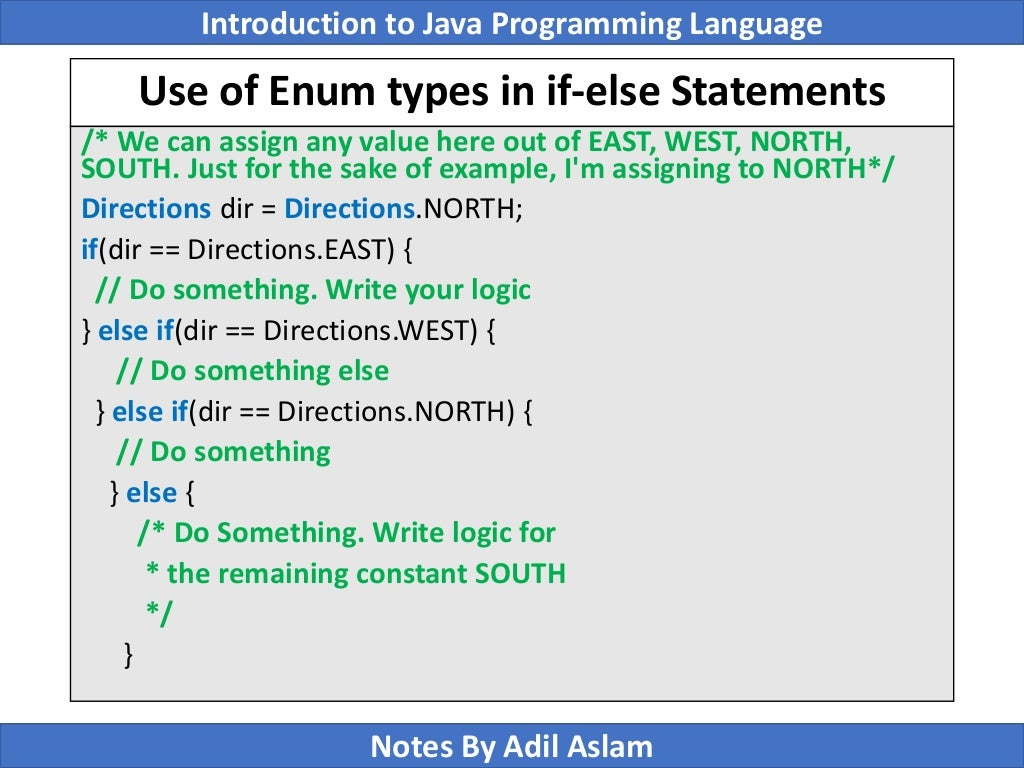 Introduction to Java Programming Language
Use of Enum types in if-else Statements
/* We can assign any value here out of EAST, WEST, NORTH,
SOUTH. Just for the sake of example, I'm assigning to NORTH*/
Directions dir = Directions.NORTH;
if(dir == Directions.EAST) {
// Do something. Write your logic
} else if(dir == Directions.WEST) {
// Do something else
} else if(dir == Directions.NORTH) {
// Do something
} else {
/* Do Something. Write logic for
* the remaining constant SOUTH
*/
}
Notes By Adil Aslam